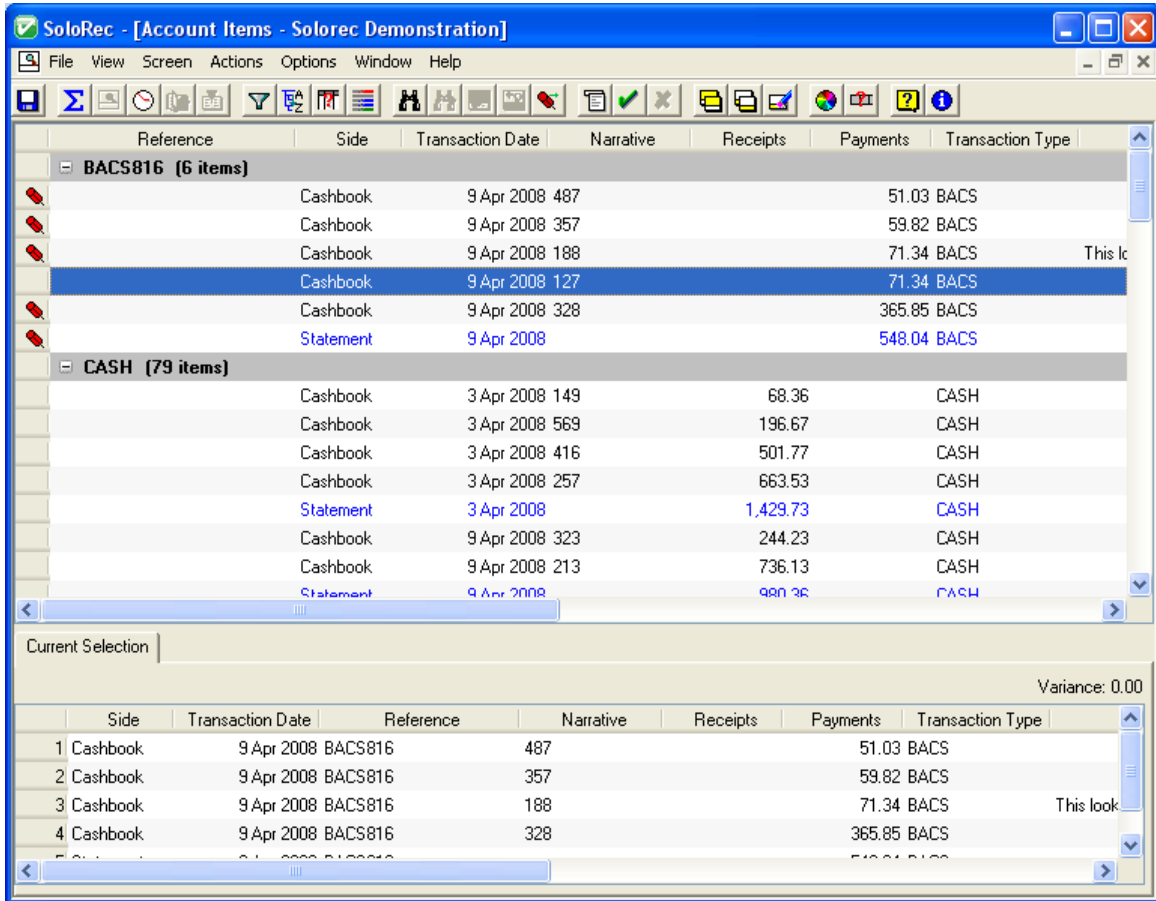 SoloRec - [Account Items - Solorec Demonstration]
File View Screen Actions Options Window Help
Reference Side Transaction Date Narrative Receipts Payments Transaction Type
BACS816 (6 items)
Cashbook 9 Apr 2008 487 51.03 BACS
Cashbook 9 Apr 2008 357 59.82 BACS
Cashbook 9 Apr 2008 188 71.34 BACS This lo
Cashbook 9 Apr 2008 127 71.34 BACS
Cashbook 9 Apr 2008 328 365.85 BACS
Statement 9 Apr 2008 548.04 BACS
CASH (79 items)
Cashbook 3 Apr 2008 149 68.36 CASH
Cashbook 3 Apr 2008 569 196.67 CASH
Cashbook 3 Apr 2008 416 501.77 CASH
Cashbook 3 Apr 2008 257 663.53 CASH
Statement 3 Apr 2008 1,429.73 CASH
Cashbook 9 Apr 2008 323 244.23 CASH
Cashbook 9 Apr 2008 213 736.13 CASH
Statement 9 Apr 2008 980.36 CASH
Current Selection
Variance: 0.00
Side Transaction Date Reference Narrative Receipts Payments Transaction Type
1 Cashbook 9 Apr 2008 BACS816 487 51.03 BACS
2 Cashbook 9 Apr 2008 BACS816 357 59.82 BACS
3 Cashbook 9 Apr 2008 BACS816 188 71.34 BACS This look
4 Cashbook 9 Apr 2008 BACS816 328 365.85 BACS